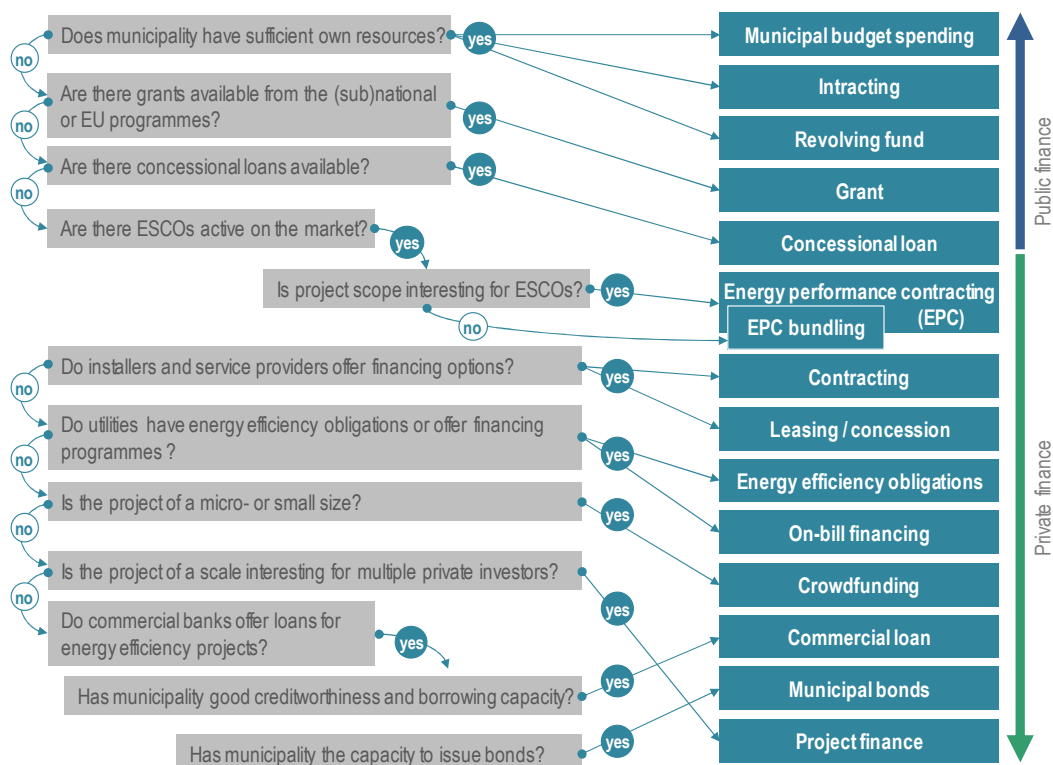 Does municipality have sufficient own resources?
yes
Municipal budget spending
no
Intracting
Are there grants available from the (sub)national
or EU programmes?
yes
Revolving fund
no
Are there concessional loans available?
yes
Grant
no
Are there ESCOs active on the market?
yes
Concessional loan
Is project scope interesting for ESCOs?
yes
Energy performance contracting
(EPC)
no
EPC bundling
Public finance
Do installers and service providers offer financing options?
yes
Contracting
no
Leasing / concession
Do utilities have energy efficiency obligations or offer financing
programmes ?
yes
Energy efficiency obligations
no
On-bill financing
Is the project of a micro- or small size?
yes
Crowdfunding
no
Is the project of a scale interesting for multiple private investors?
yes
no
Do commercial banks offer loans for
energy efficiency projects?
yes
Commercial loan
Has municipality good creditworthiness and borrowing capacity?
yes
Municipal bonds
Has municipality the capacity to issue bonds?
yes
Project finance
Private finance